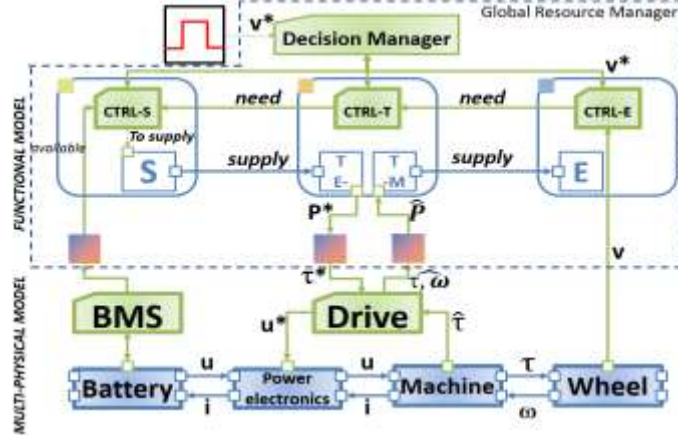 Global Resource Manager
v*
Decision Manager
v*
FUNCTIONAL MODEL
CTRL-S
need
CTRL-T
need
CTRL-E
available
To supply
S
supply
T
E-
T
-M
supply
E
P*
P̂
v
τ*
τ, ω̂
MULTI-PHYSICAL MODEL
BMS
Drive
u*
τ̂
Battery
u
i
Power
electronics
u
i
Machine
τ
ω
Wheel